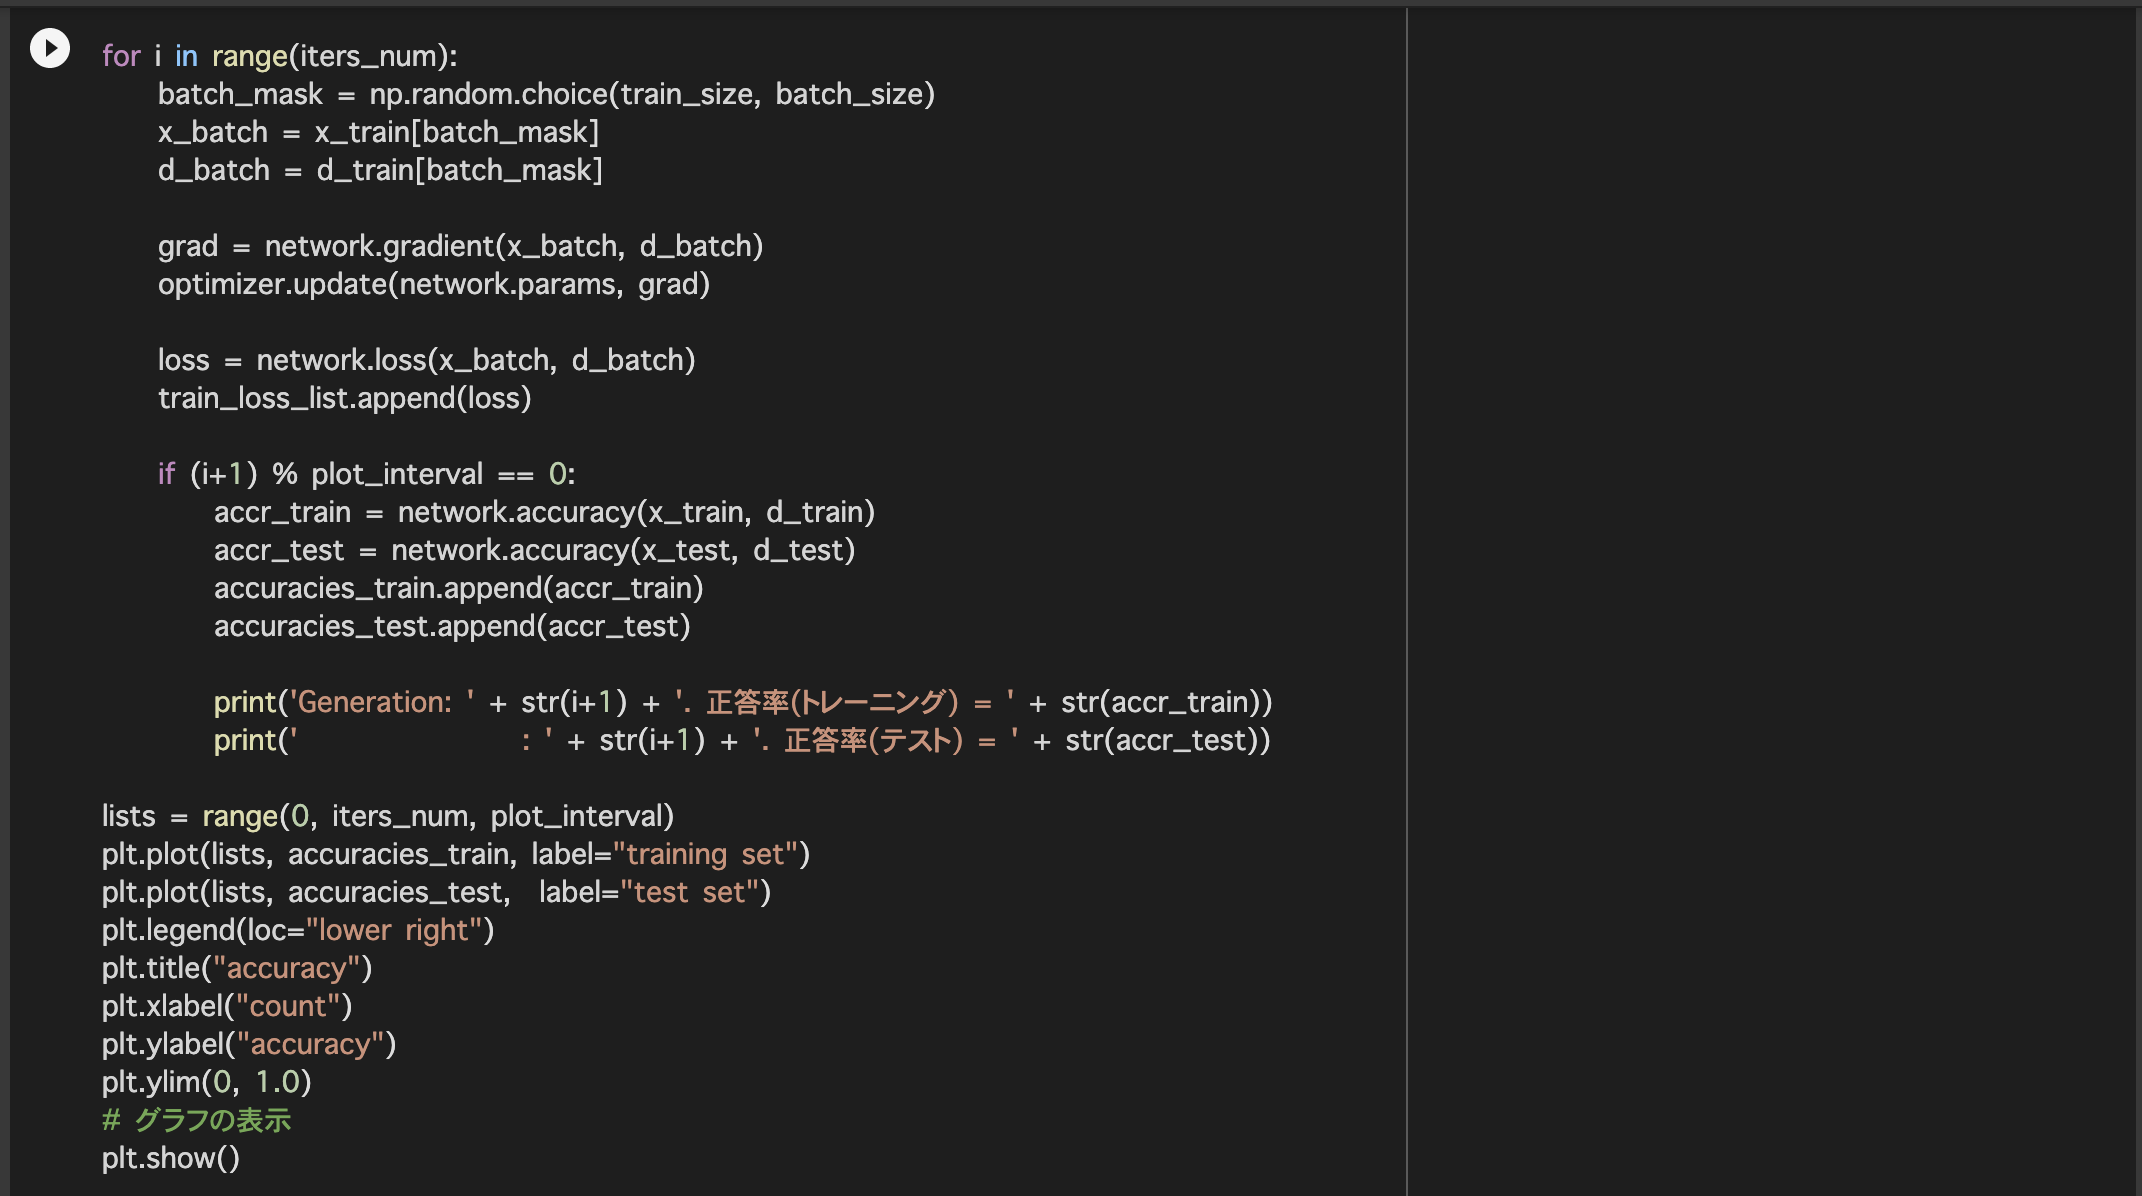 for i in range(iters_num):
    batch_mask = np.random.choice(train_size, batch_size)
    x_batch = x_train[batch_mask]
    d_batch = d_train[batch_mask]

    grad = network.gradient(x_batch, d_batch)
    optimizer.update(network.params, grad)

    loss = network.loss(x_batch, d_batch)
    train_loss_list.append(loss)

    if (i+1) % plot_interval == 0:
        accr_train = network.accuracy(x_train, d_train)
        accr_test = network.accuracy(x_test, d_test)
        accuracies_train.append(accr_train)
        accuracies_test.append(accr_test)

        print('Generation: ' + str(i+1) + '. 正答率(トレーニング) = ' + str(accr_train))
        print('                : ' + str(i+1) + '. 正答率(テスト) = ' + str(accr_test))

lists = range(0, iters_num, plot_interval)
plt.plot(lists, accuracies_train, label="training set")
plt.plot(lists, accuracies_test,  label="test set")
plt.legend(loc="lower right")
plt.title("accuracy")
plt.xlabel("count")
plt.ylabel("accuracy")
plt.ylim(0, 1.0)
# グラフの表示
plt.show()